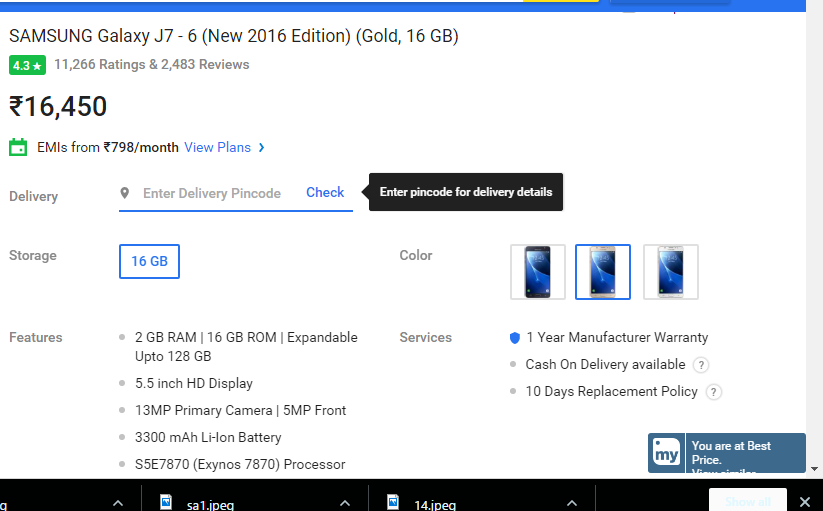 SAMSUNG Galaxy J7 - 6 (New 2016 Edition) (Gold, 16 GB)
4.3 ★ 11,266 Ratings & 2,483 Reviews
₹16,450
EMIs from ₹798/month View Plans >
Delivery Enter Delivery Pincode Check Enter pincode for delivery details
Storage 16 GB Color
Features
2 GB RAM | 16 GB ROM | Expandable
Upto 128 GB
5.5 inch HD Display
13MP Primary Camera | 5MP Front
3300 mAh Li-Ion Battery
S5E7870 (Exynos 7870) Processor
Services
1 Year Manufacturer Warranty
Cash On Delivery available ?
10 Days Replacement Policy ?
my You are at Best
Price.
View similar
sa1.jpeg 14.jpeg Show all